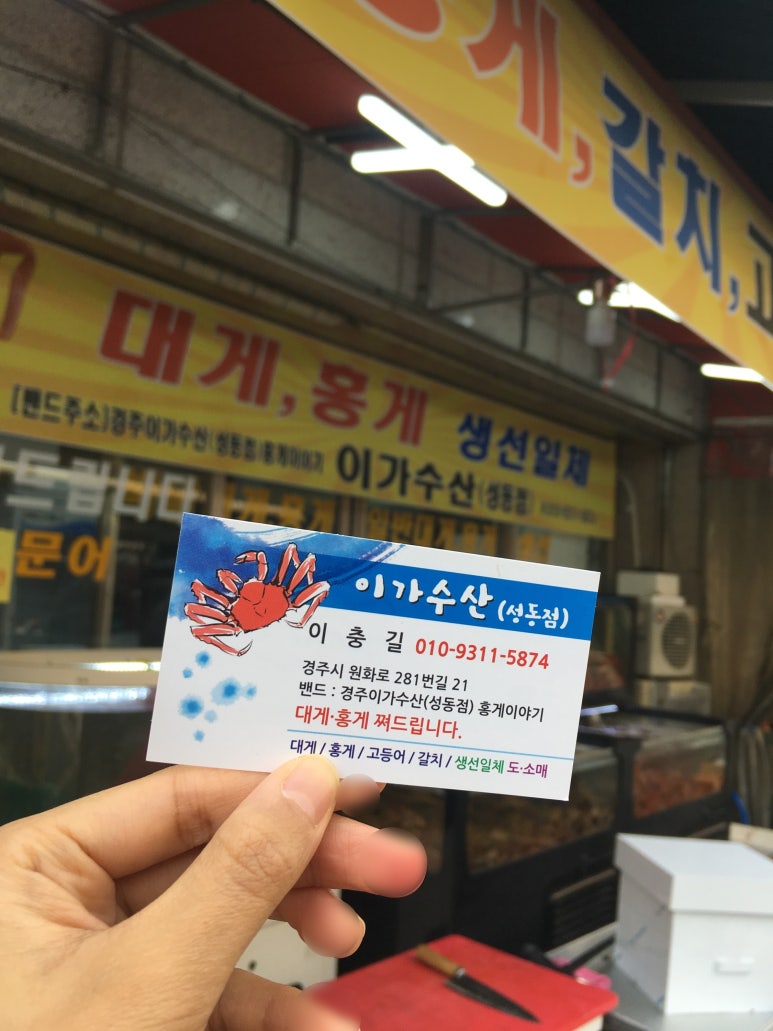 게, 갈치, 고
대게, 홍게 생선일체
[밴드주소]경주이가수산(성동점)홍게이야기 이가수산(성동점)
드립니다
문어
이가수산(성동점)
이 충 길 010-9311-5874
경주시 원화로 281번길 21
밴드 : 경주이가수산(성동점) 홍게이야기
대게·홍게 쪄드립니다.
대게 / 홍게 / 고등어 / 갈치 / 생선일체 도·소매